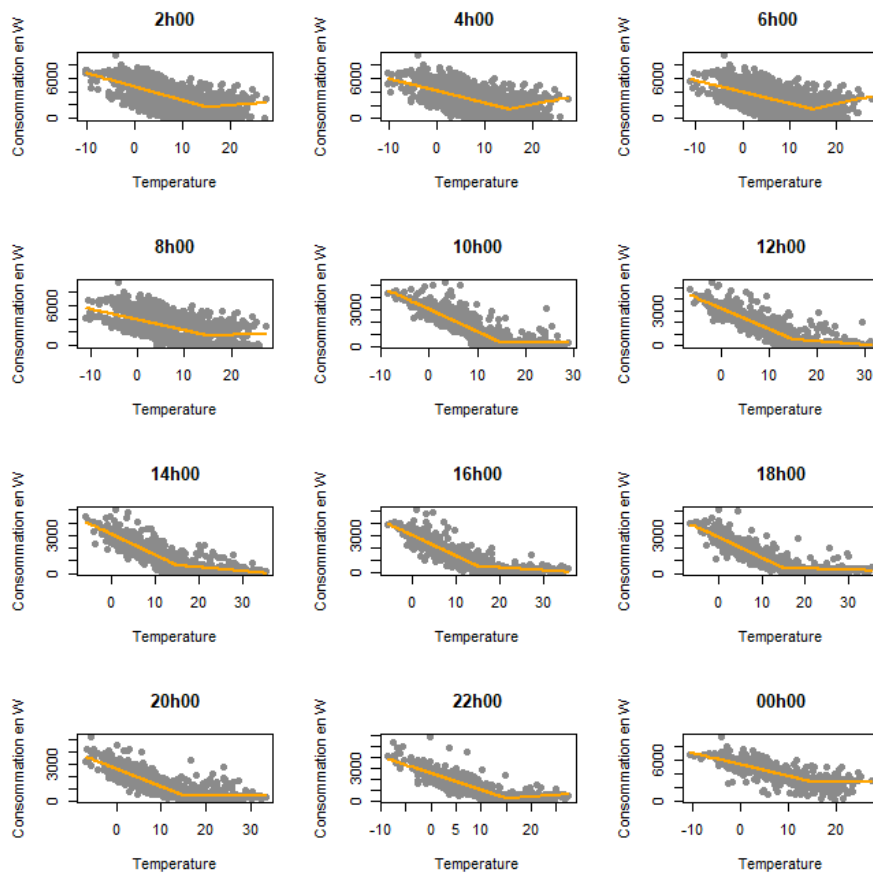 2h00
4h00
6h00
Consommation en W
6000
0
-10 0 10 20
Temperature
Consommation en W
6000
0
-10 0 10 20
Temperature
Consommation en W
6000
0
-10 0 10 20
Temperature
8h00
10h00
12h00
Consommation en W
6000
0
-10 0 10 20
Temperature
Consommation en W
3000
0
-10 0 10 20 30
Temperature
Consommation en W
3000
0
0 10 20 30
Temperature
14h00
16h00
18h00
Consommation en W
3000
0
0 10 20 30
Temperature
Consommation en W
3000
0
0 10 20 30
Temperature
Consommation en W
3000
0
0 10 20 30
Temperature
20h00
22h00
00h00
Consommation en W
3000
0
0 10 20 30
Temperature
Consommation en W
3000
0
-10 0 5 10 20
Temperature
Consommation en W
6000
0
-10 0 10 20
Temperature